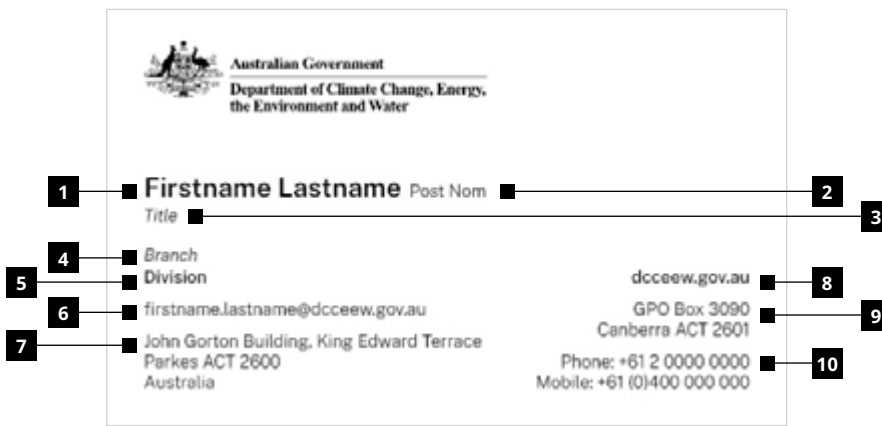 Australian Government
Department of Climate Change, Energy,
the Environment and Water
1 Firstname Lastname Post Nom 2
Title 3
4 Branch
5 Division dcceew.gov.au 8
6 firstname.lastname@dcceew.gov.au GPO Box 3090 9
Canberra ACT 2601
7 John Gorton Building, King Edward Terrace
Parkes ACT 2600 Phone: +61 2 0000 0000 10
Australia Mobile: +61 (0)400 000 000